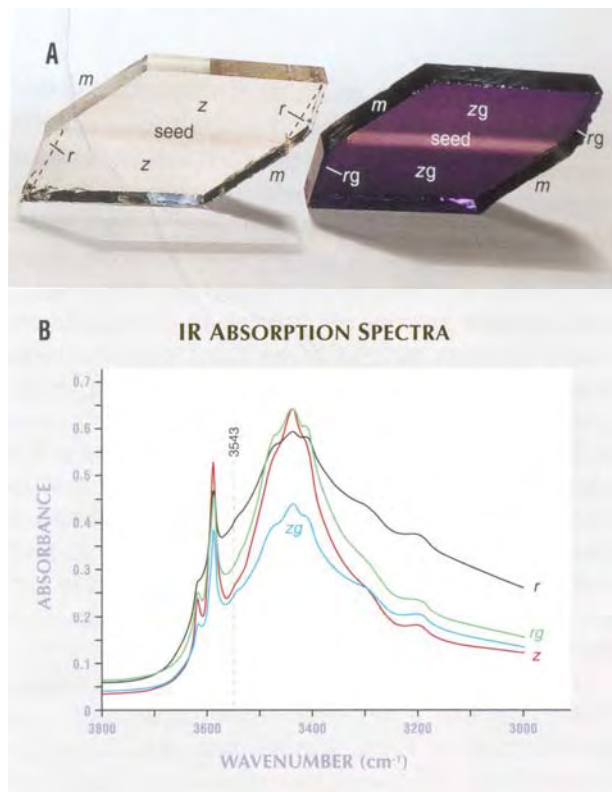 A
m
z
r
seed
r
z
m
m
zg
seed
rg
rg
zg
m
B
IR ABSORPTION SPECTRA
0.7
0.6
0.5
0.4
0.3
0.2
0.1
0
ABSORBANCE
3543
zg
r
rg
z
3800
3600
3400
3200
3000
WAVENUMBER (cm⁻¹)